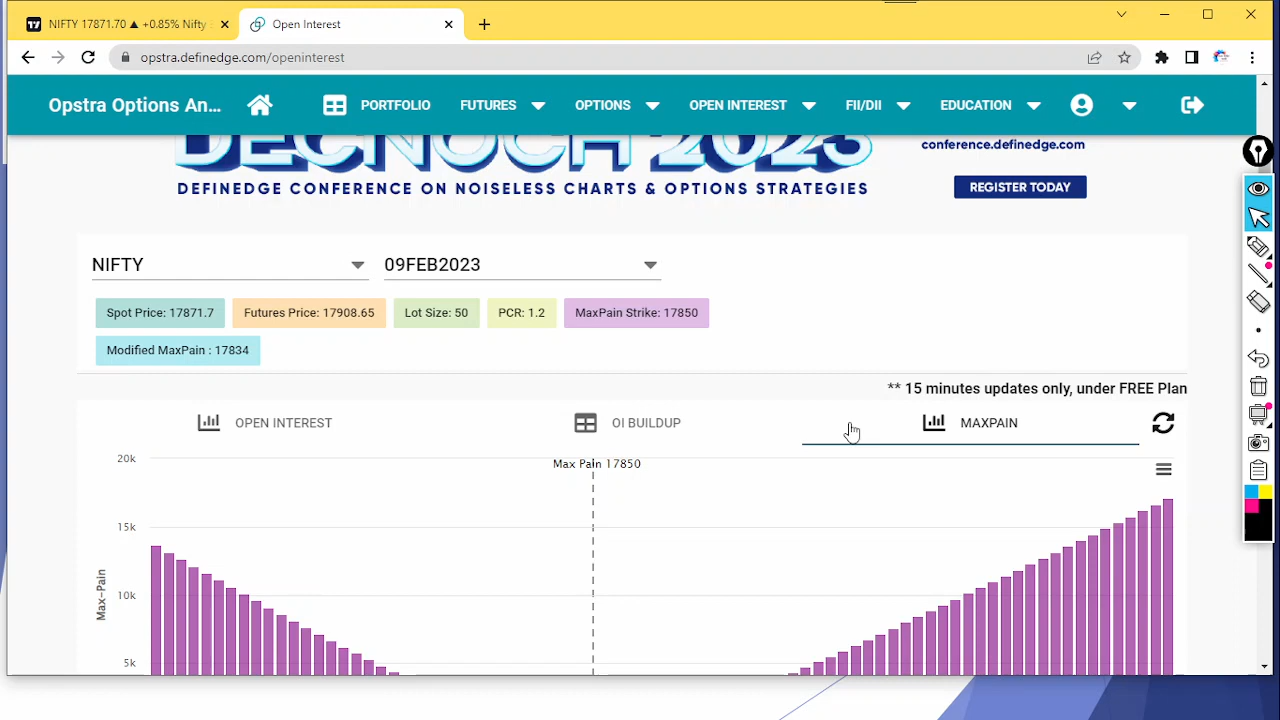 NIFTY 17871.70 ▲ +0.85% Nifty
Open Interest
opstra.definedge.com/openinterest
Opstra Options An...
PORTFOLIO
FUTURES
OPTIONS
OPEN INTEREST
FII/DII
EDUCATION
DECNOCH 2023
conference.definedge.com
DEFINEDGE CONFERENCE ON NOISELESS CHARTS & OPTIONS STRATEGIES
REGISTER TODAY
NIFTY
09FEB2023
Spot Price: 17871.7
Futures Price: 17908.65
Lot Size: 50
PCR: 1.2
MaxPain Strike: 17850
Modified MaxPain : 17834
** 15 minutes updates only, under FREE Plan
OPEN INTEREST
OI BUILDUP
MAXPAIN
20k
Max Pain 17850
15k
10k
5k
Max-Pain